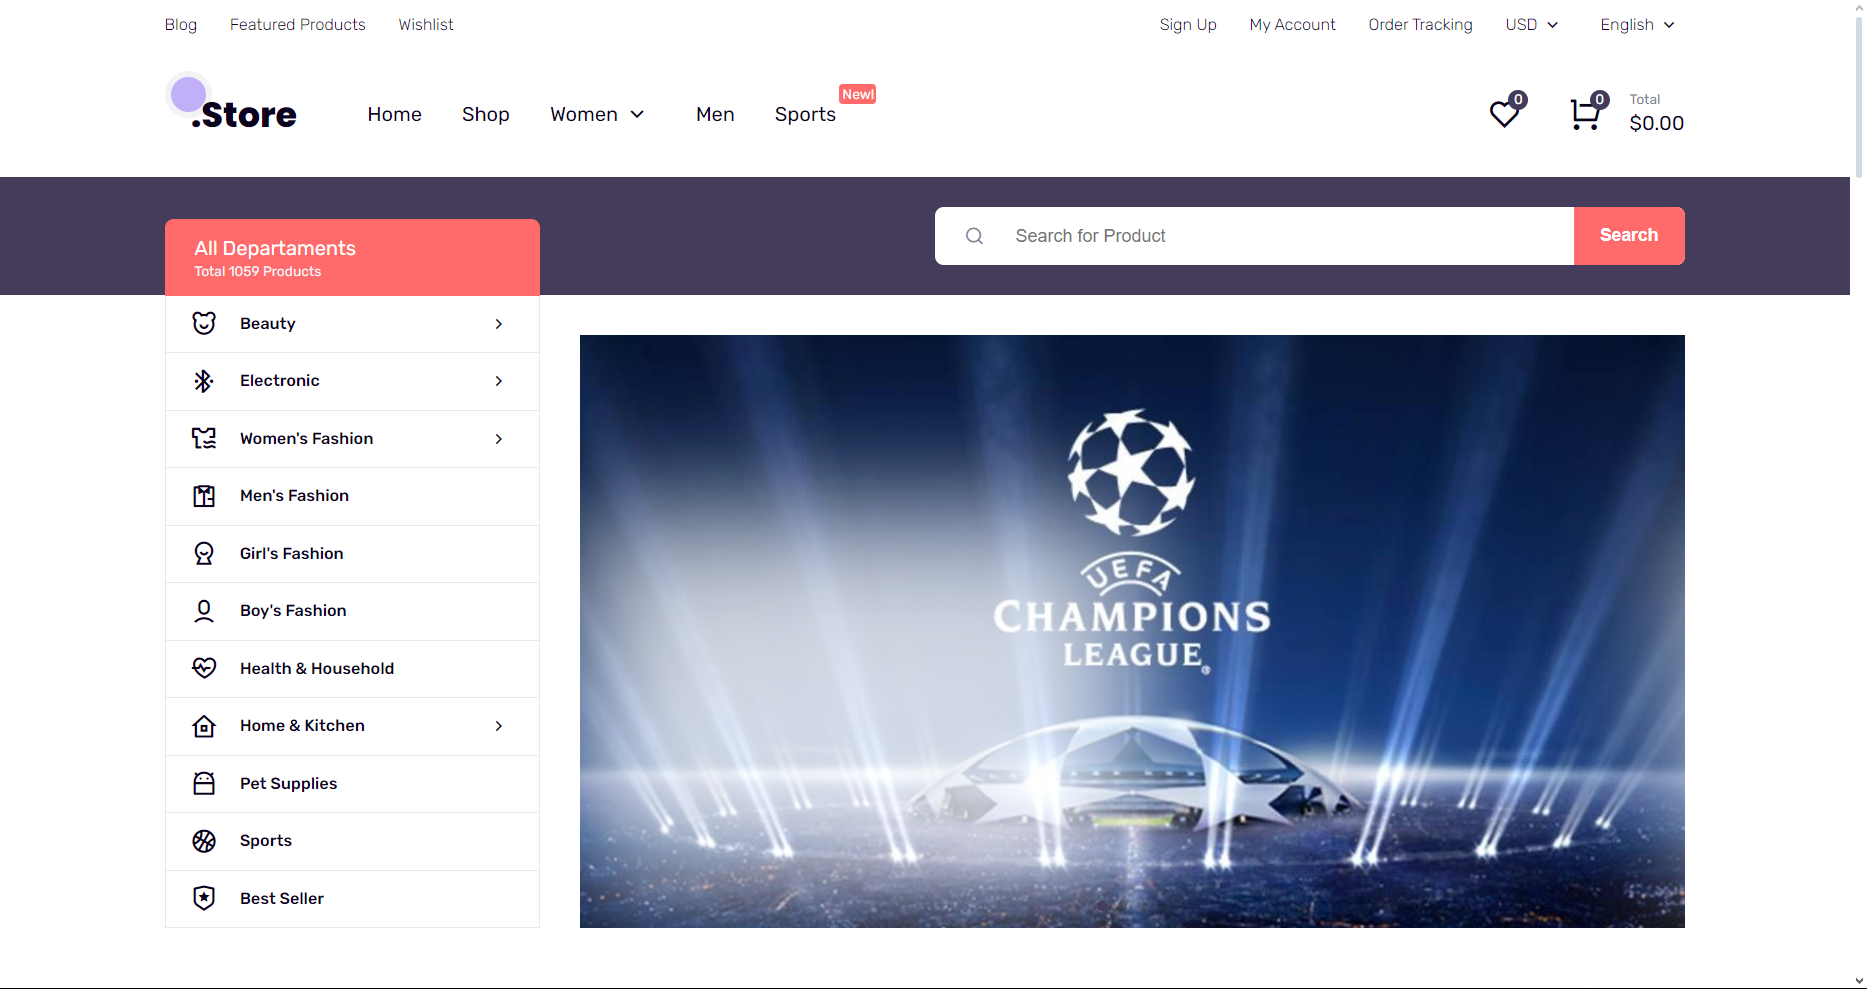 Blog Featured Products Wishlist Sign Up My Account Order Tracking USD English
.Store Home Shop Women Men Sports New! 0 0 Total
$0.00
Search for Product Search
All Departaments
Total 1059 Products
Beauty
Electronic
Women's Fashion
Men's Fashion
Girl's Fashion
Boy's Fashion
Health & Household
Home & Kitchen
Pet Supplies
Sports
Best Seller
UEFA
CHAMPIONS
LEAGUE®